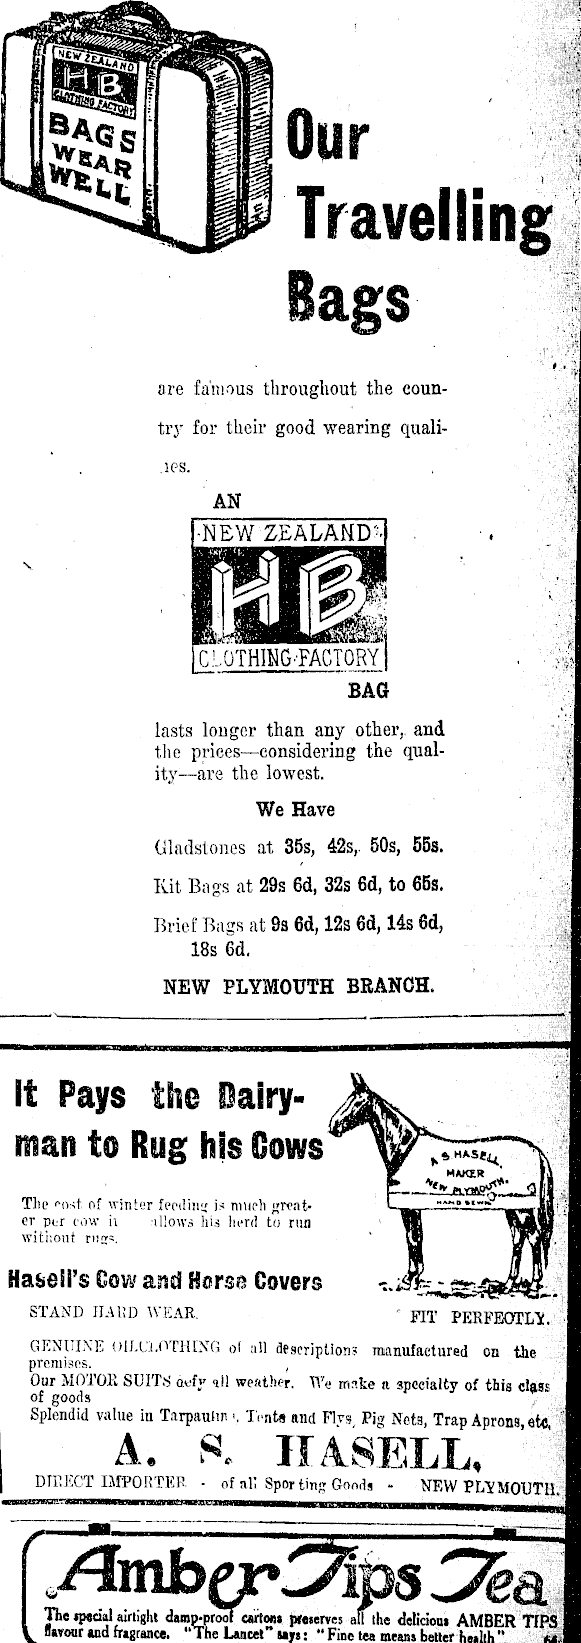 NEW ZEALAND
HB
CLOTHING FACTORY
BAGS
WEAR
WELL
Our
Travelling
Bags
are famous throughout the coun-
try for their good wearing quali-
ies.
AN
NEW ZEALAND
HB
CLOTHING FACTORY
BAG
lasts longer than any other, and
the prices—considering the qual-
ity—are the lowest.
We Have
Gladstones at 35s, 42s, 50s, 55s.
Kit Bags at 29s 6d, 32s 6d, to 65s.
Brief Bags at 9s 6d, 12s 6d, 14s 6d,
18s 6d.
NEW PLYMOUTH BRANCH.
It Pays the Dairy-
man to Rug his Cows
A S HASELL,
MAKER
NEW PLYMOUTH.
HAND SEWN
The cost of winter feeding is much great-
er per cow allows his herd to run
without rugs.
Hasell's Cow and Horse Covers
STAND HARD WEAR.
FIT PERFECTLY.
GENUINE OILCLOTHING of all descriptions manufactured on the
premises.
Our MOTOR SUITS defy all weather. We make a specialty of this class
of goods
Splendid value in Tarpaulins, Tents and Flys, Pig Nets, Trap Aprons, etc.
A. S. HASELL,
DIRECT IMPORTER - of all Sporting Goods - NEW PLYMOUTH.
Amber Tips Tea
The special airtight damp-proof cartons preserves all the delicious AMBER TIPS
flavour and fragrance. "The Lancet" says: "Fine tea means better health"